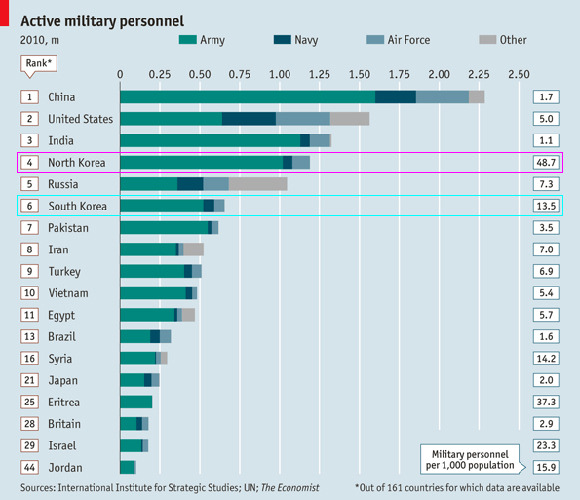 Active military personnel
2010, m
Army Navy Air Force Other
Rank*
0 0.25 0.50 0.75 1.00 1.25 1.50 1.75 2.00 2.25 2.50
1 China 1.7
2 United States 5.0
3 India 1.1
4 North Korea 48.7
5 Russia 7.3
6 South Korea 13.5
7 Pakistan 3.5
8 Iran 7.0
9 Turkey 6.9
10 Vietnam 5.4
11 Egypt 5.7
13 Brazil 1.6
16 Syria 14.2
21 Japan 2.0
25 Eritrea 37.3
28 Britain 2.9
29 Israel 23.3
Military personnel
per 1,000 population
44 Jordan 15.9
Sources: International Institute for Strategic Studies; UN; The Economist *Out of 161 countries for which data are available